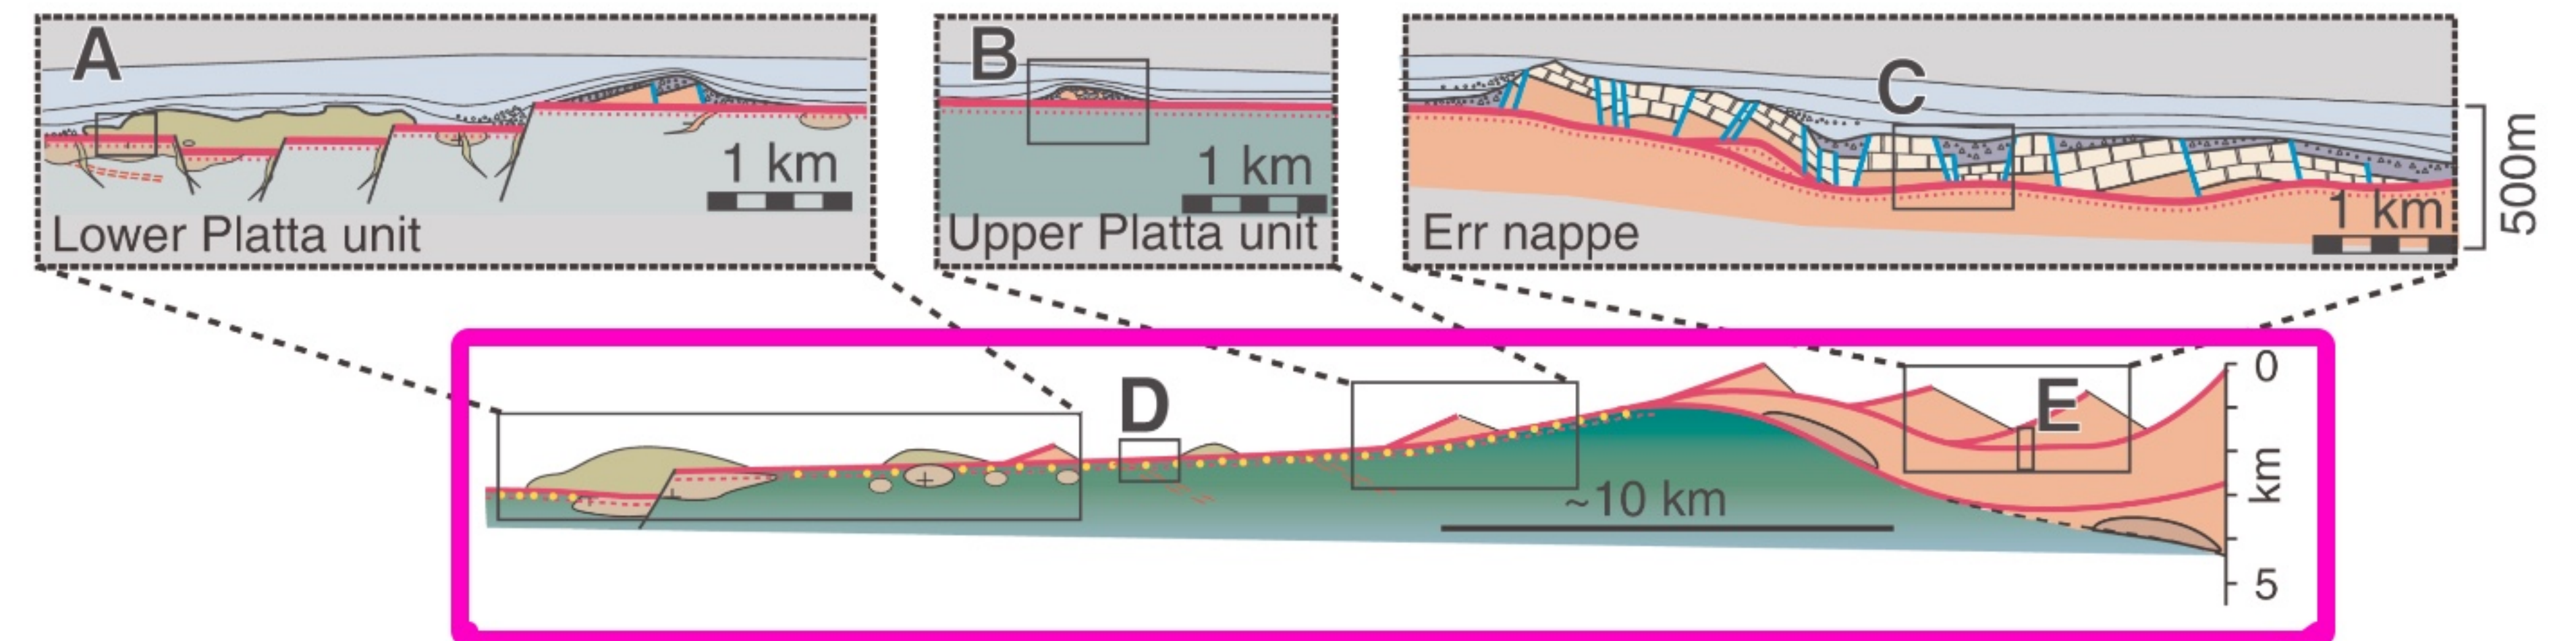 A
1 km
Lower Platta unit
B
1 km
Upper Platta unit
C
1 km
Err nappe
500m
D
E
~10 km
0
km
5